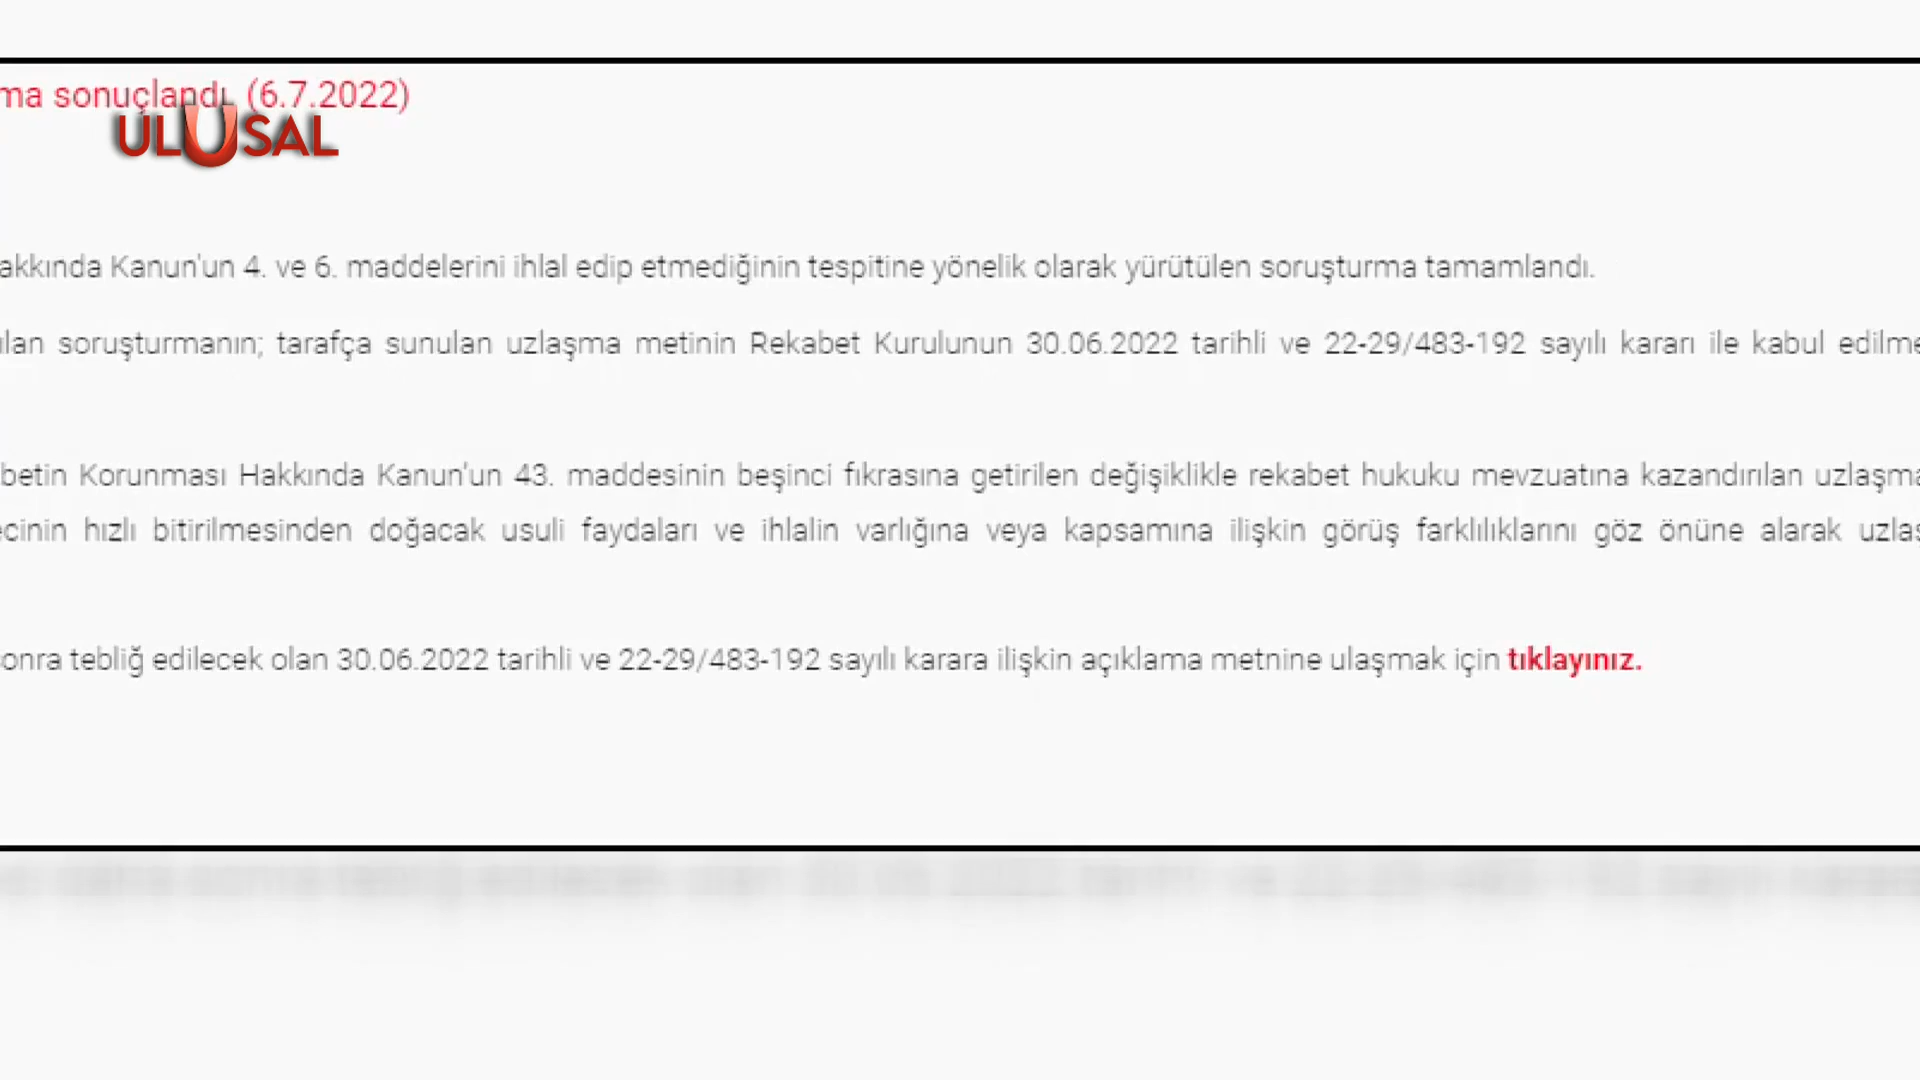 ma sonuçlandı. (6.7.2022)
ULUSAL
akkında Kanun'un 4. ve 6. maddelerini ihlal edip etmediğinin tespitine yönelik olarak yürütülen soruşturma tamamlandı.
ılan soruşturmanın; tarafça sunulan uzlaşma metinin Rekabet Kurulunun 30.06.2022 tarihli ve 22-29/483-192 sayılı kararı ile kabul edilme
betin Korunması Hakkında Kanun'un 43. maddesinin beşinci fıkrasına getirilen değişiklikle rekabet hukuku mevzuatına kazandırılan uzlaşma
ecinin hızlı bitirilmesinden doğacak usuli faydaları ve ihlalin varlığına veya kapsamına ilişkin görüş farklılıklarını göz önüne alarak uzlaş
onra tebliğ edilecek olan 30.06.2022 tarihli ve 22-29/483-192 sayılı karara ilişkin açıklama metnine ulaşmak için tıklayınız.